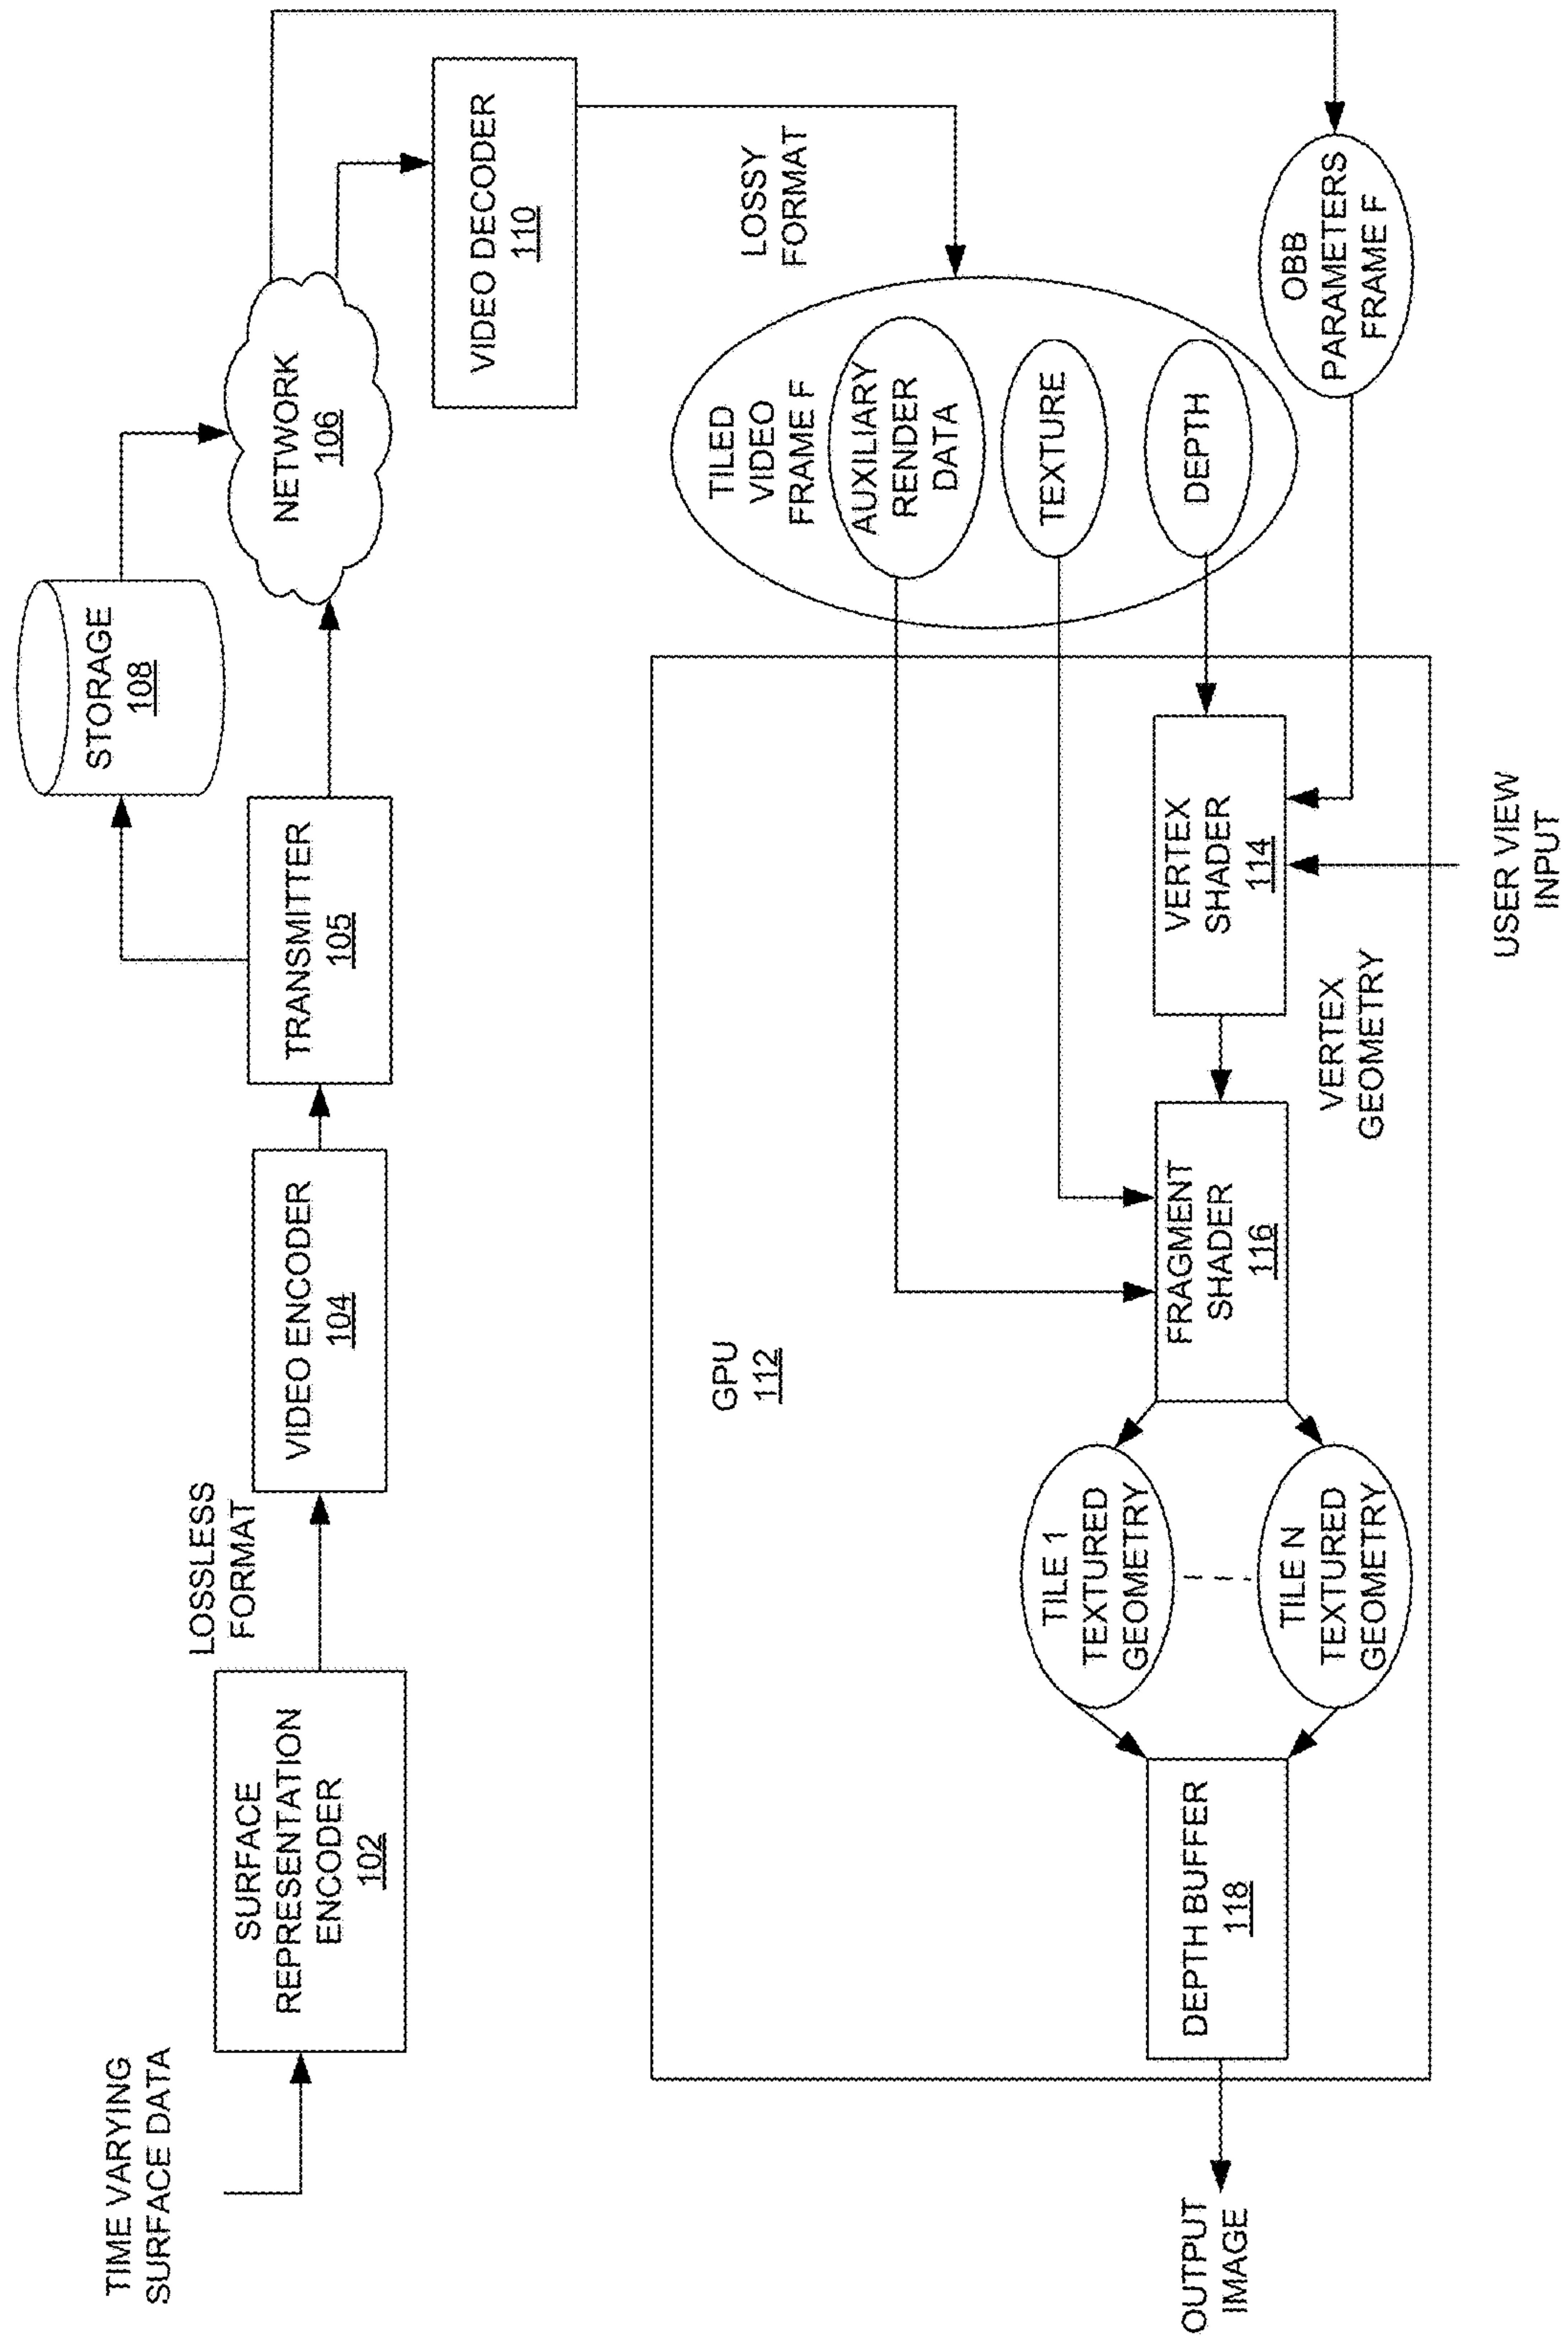 TIME VARYING
SURFACE DATA
SURFACE
REPRESENTATION
ENCODER
102
LOSSLESS
FORMAT
VIDEO ENCODER
104
TRANSMITTER
105
STORAGE
108
NETWORK
106
VIDEO DECODER
110
LOSSY
FORMAT
TILED
VIDEO
FRAME F
AUXILIARY
RENDER
DATA
TEXTURE
DEPTH
OBB
PARAMETERS
FRAME F
GPU
112
VERTEX
SHADER
114
USER VIEW
INPUT
VERTEX
GEOMETRY
FRAGMENT
SHADER
116
TILE 1
TEXTURED
GEOMETRY
TILE N
TEXTURED
GEOMETRY
DEPTH BUFFER
118
OUTPUT
IMAGE